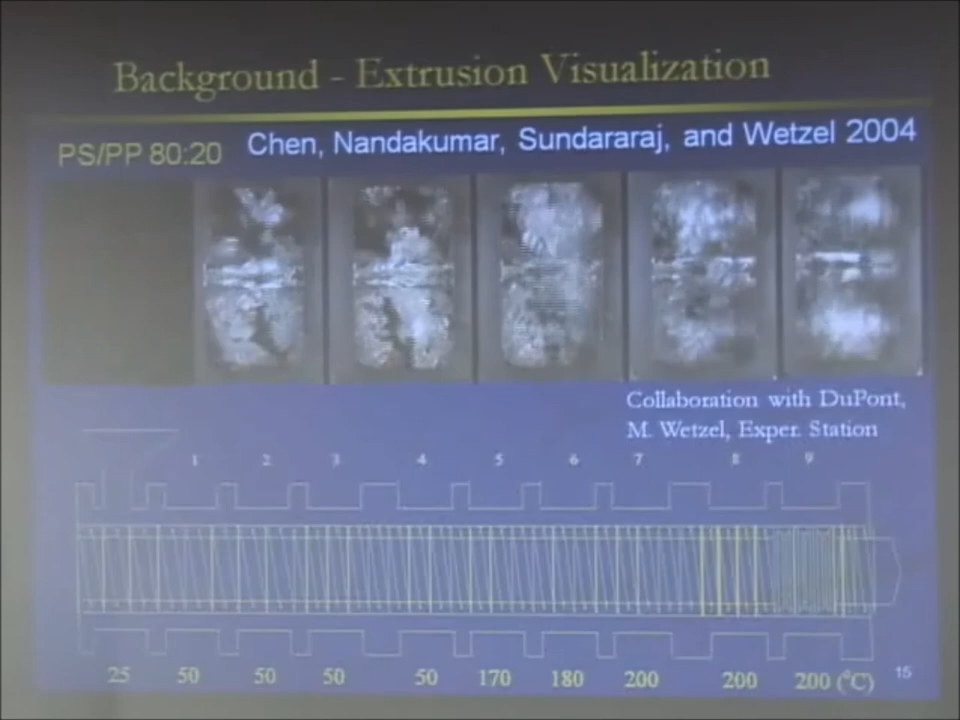 Background - Extrusion Visualization
PS/PP 80:20
Chen, Nandakumar, Sundararaj, and Wetzel 2004
Collaboration with DuPont,
M. Wetzel, Exper. Station
1 2 3 4 5 6 7 8 9
25 50 50 50 50 170 180 200 200 200 (°C)
15